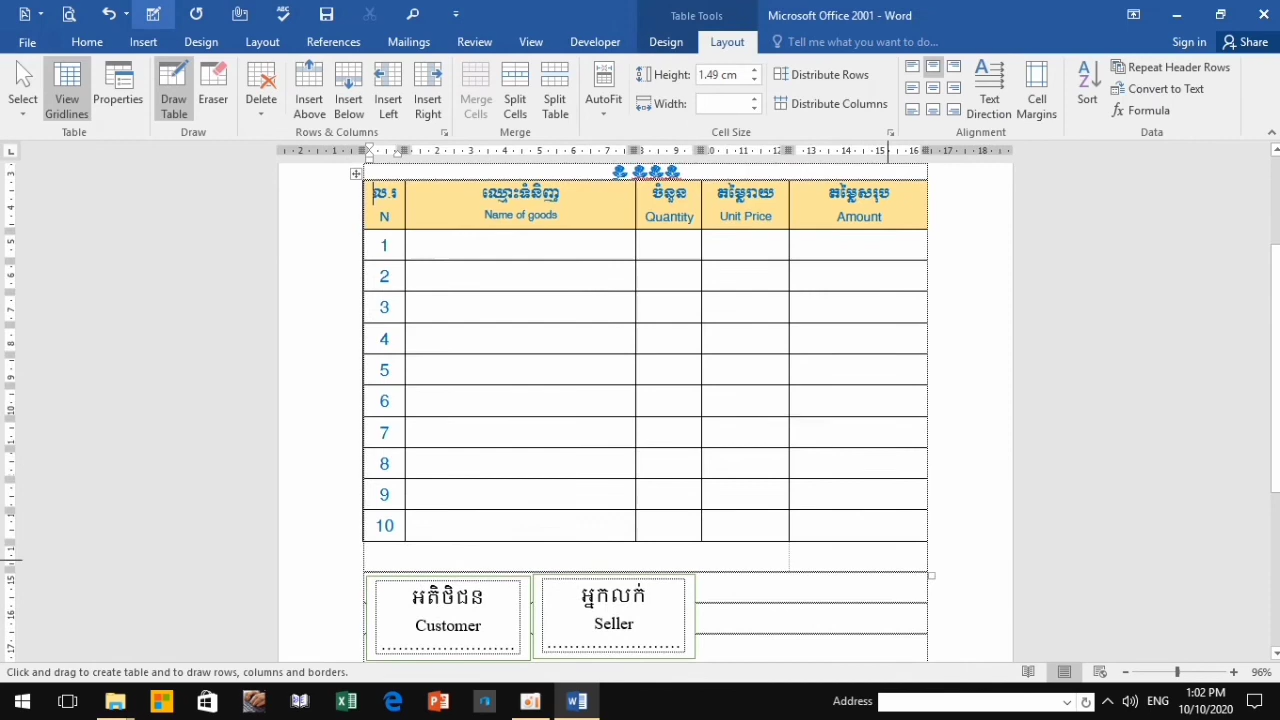 Table Tools
Microsoft Office 2001 - Word
File
Home
Insert
Design
Layout
References
Mailings
Review
View
Developer
Design
Layout
Tell me what you want to do...
Sign in
Share
Select
View Gridlines
Properties
Table
Draw Table
Eraser
Draw
Delete
Insert Above
Insert Below
Insert Left
Insert Right
Rows & Columns
Merge Cells
Split Cells
Split Table
Merge
AutoFit
Height: 1.49 cm
Width:
Distribute Rows
Distribute Columns
Cell Size
Text Direction
Cell Margins
Alignment
Sort
Repeat Header Rows
Convert to Text
Formula
Data
ល.រ ឈ្មោះទំនិញ ចំនួន តម្លៃរាយ តម្លៃសរុប
N Name of goods Quantity Unit Price Amount
1
2
3
4
5
6
7
8
9
10
អតិថិជន
Customer
អ្នកលក់
Seller
Click and drag to create table and to draw rows, columns and borders.
96%
Address
ENG
1:02 PM
10/10/2020